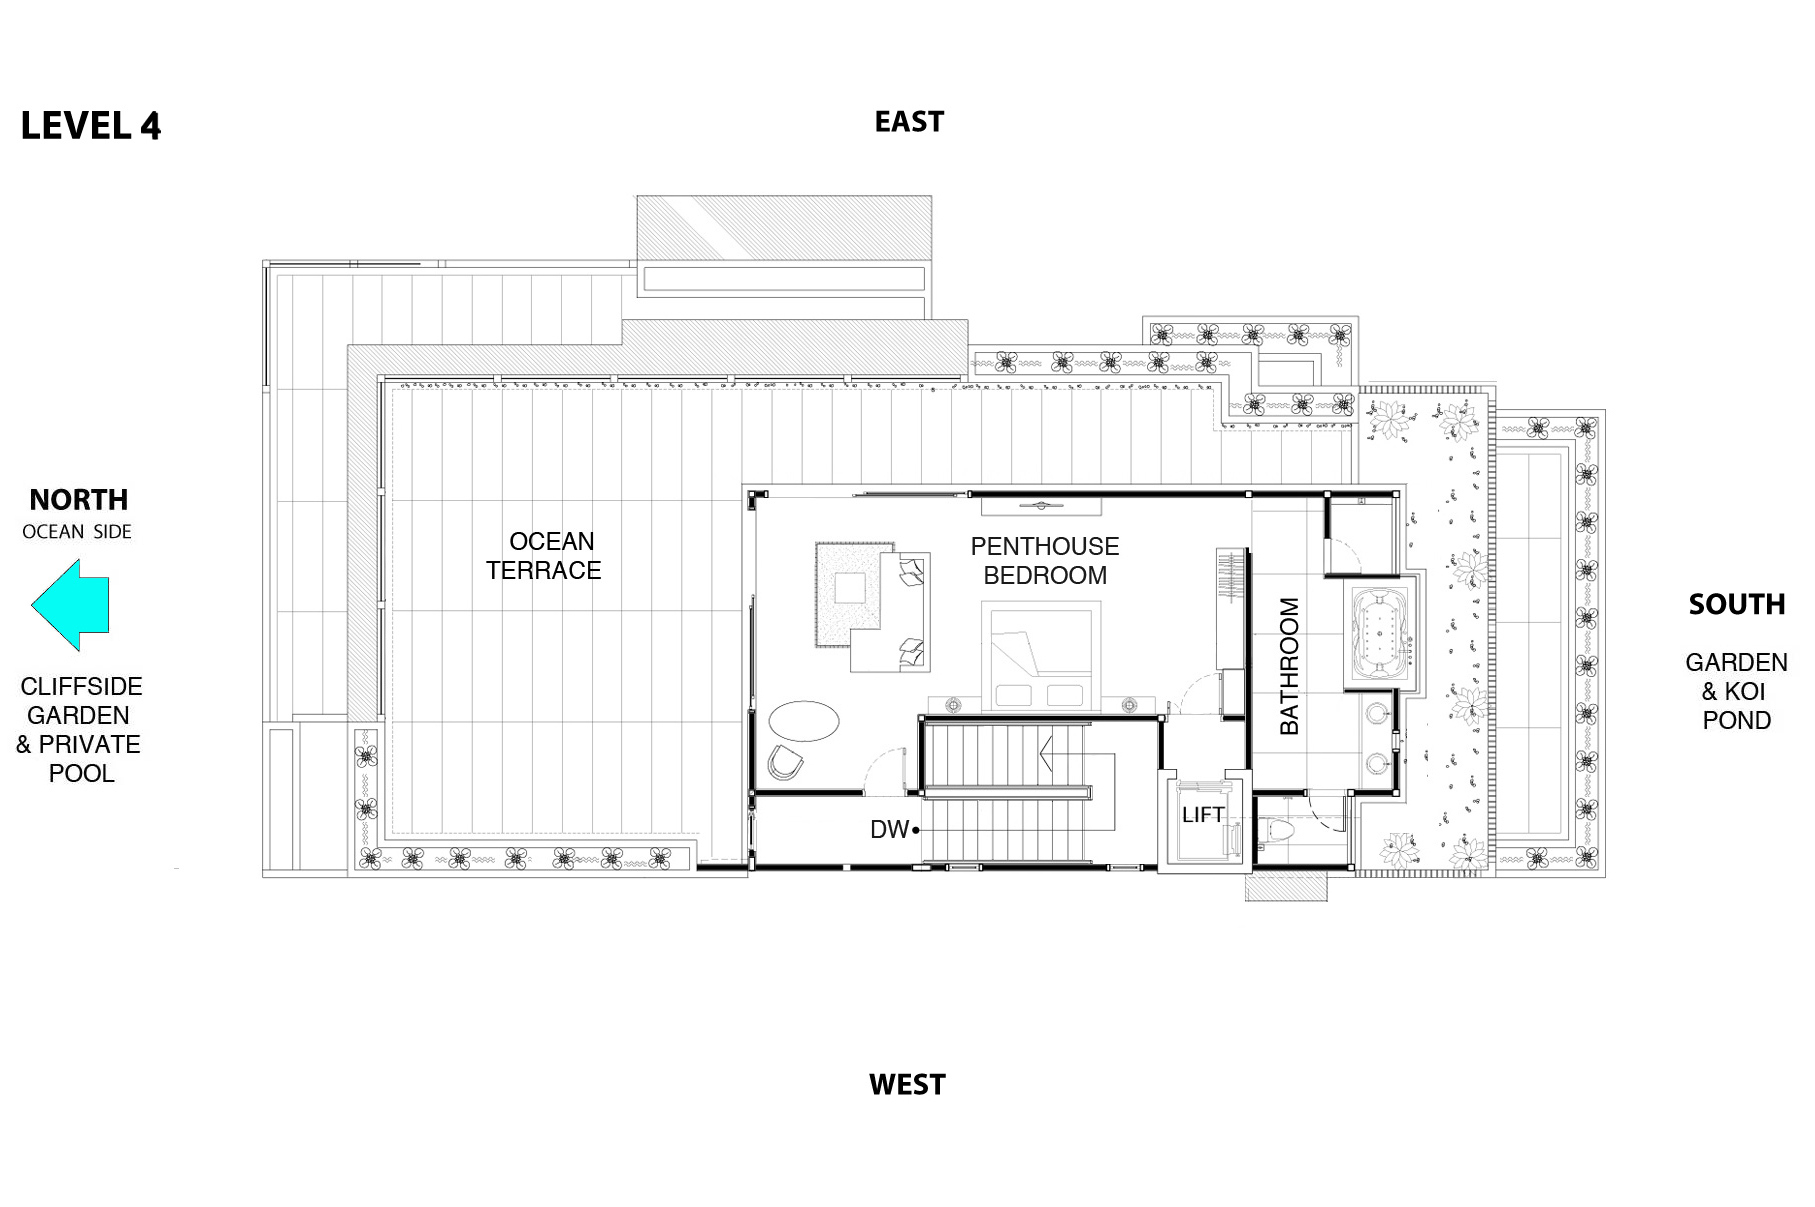 LEVEL 4
EAST
NORTH
OCEAN SIDE
CLIFFSIDE
GARDEN
& PRIVATE
POOL
OCEAN
TERRACE
PENTHOUSE
BEDROOM
BATHROOM
LIFT
DW
SOUTH
GARDEN
& KOI
POND
WEST